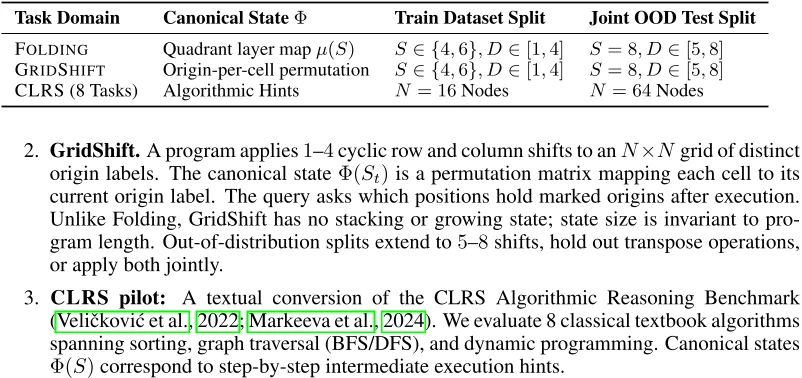 Task Domain Canonical State Φ Train Dataset Split Joint OOD Test Split
FOLDING Quadrant layer map μ(S) S ∈ {4, 6}, D ∈ [1, 4] S = 8, D ∈ [5, 8]
GRIDSHIFT Origin-per-cell permutation S ∈ {4, 6}, D ∈ [1, 4] S = 8, D ∈ [5, 8]
CLRS (8 Tasks) Algorithmic Hints N = 16 Nodes N = 64 Nodes
2. GridShift. A program applies 1–4 cyclic row and column shifts to an N×N grid of distinct
origin labels. The canonical state Φ(Sₜ) is a permutation matrix mapping each cell to its
current origin label. The query asks which positions hold marked origins after execution.
Unlike Folding, GridShift has no stacking or growing state; state size is invariant to pro-
gram length. Out-of-distribution splits extend to 5–8 shifts, hold out transpose operations,
or apply both jointly.
3. CLRS pilot: A textual conversion of the CLRS Algorithmic Reasoning Benchmark
(Veličković et al., 2022; Markeeva et al., 2024). We evaluate 8 classical textbook algorithms
spanning sorting, graph traversal (BFS/DFS), and dynamic programming. Canonical states
Φ(S) correspond to step-by-step intermediate execution hints.